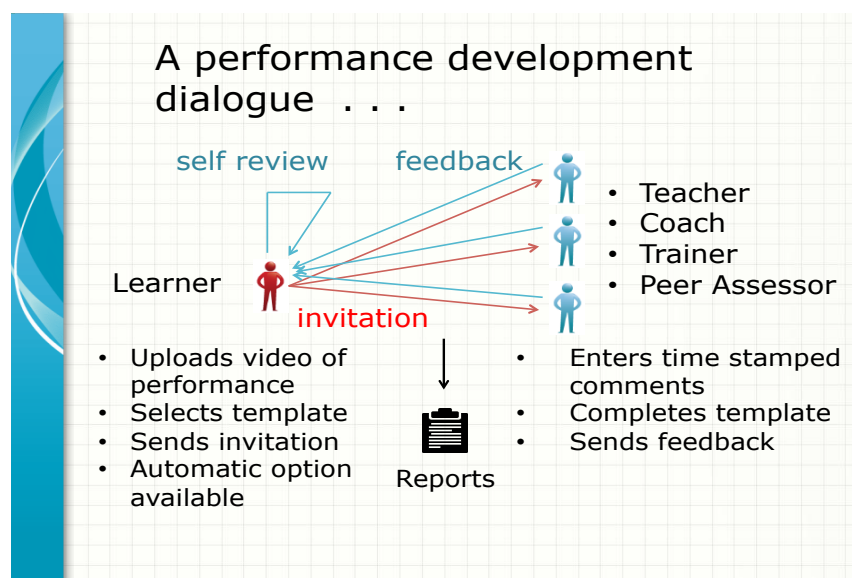 A performance development
dialogue . . .
self review
feedback
• Teacher
• Coach
• Trainer
• Peer Assessor
Learner
invitation
• Uploads video of
performance
• Selects template
• Sends invitation
• Automatic option
available
Reports
• Enters time stamped
comments
• Completes template
• Sends feedback